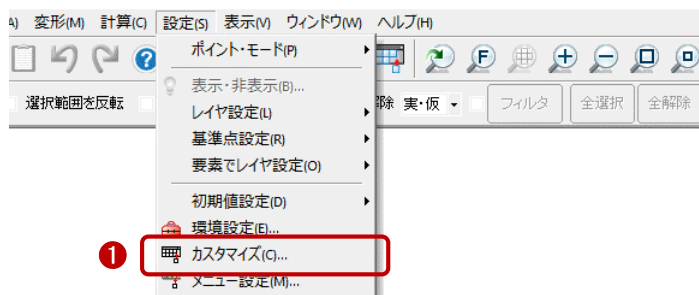 A) 変形(M) 計算(C) 設定(S) 表示(V) ウィンドウ(W) ヘルプ(H)
ポイント・モード(P)
F
選択範囲を反転
表示・非表示(B)...
除 実・仮 フィルタ 全選択 全解除
レイヤ設定(L)
基準点設定(R)
要素でレイヤ設定(O)
初期値設定(D)
環境設定(E)...
1 カスタマイズ(C)...
メニュー設定(M)...